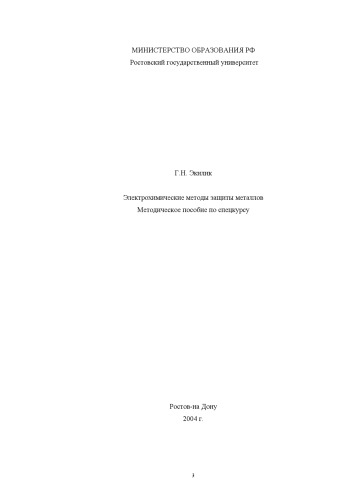 МИНИСТЕРСТВО ОБРАЗОВАНИЯ РФ
Ростовский государственный университет
Г.Н. Экилик
Электрохимические методы защиты металлов
Методическое пособие по спецкурсу
Ростов-на Дону
2004 г.
1